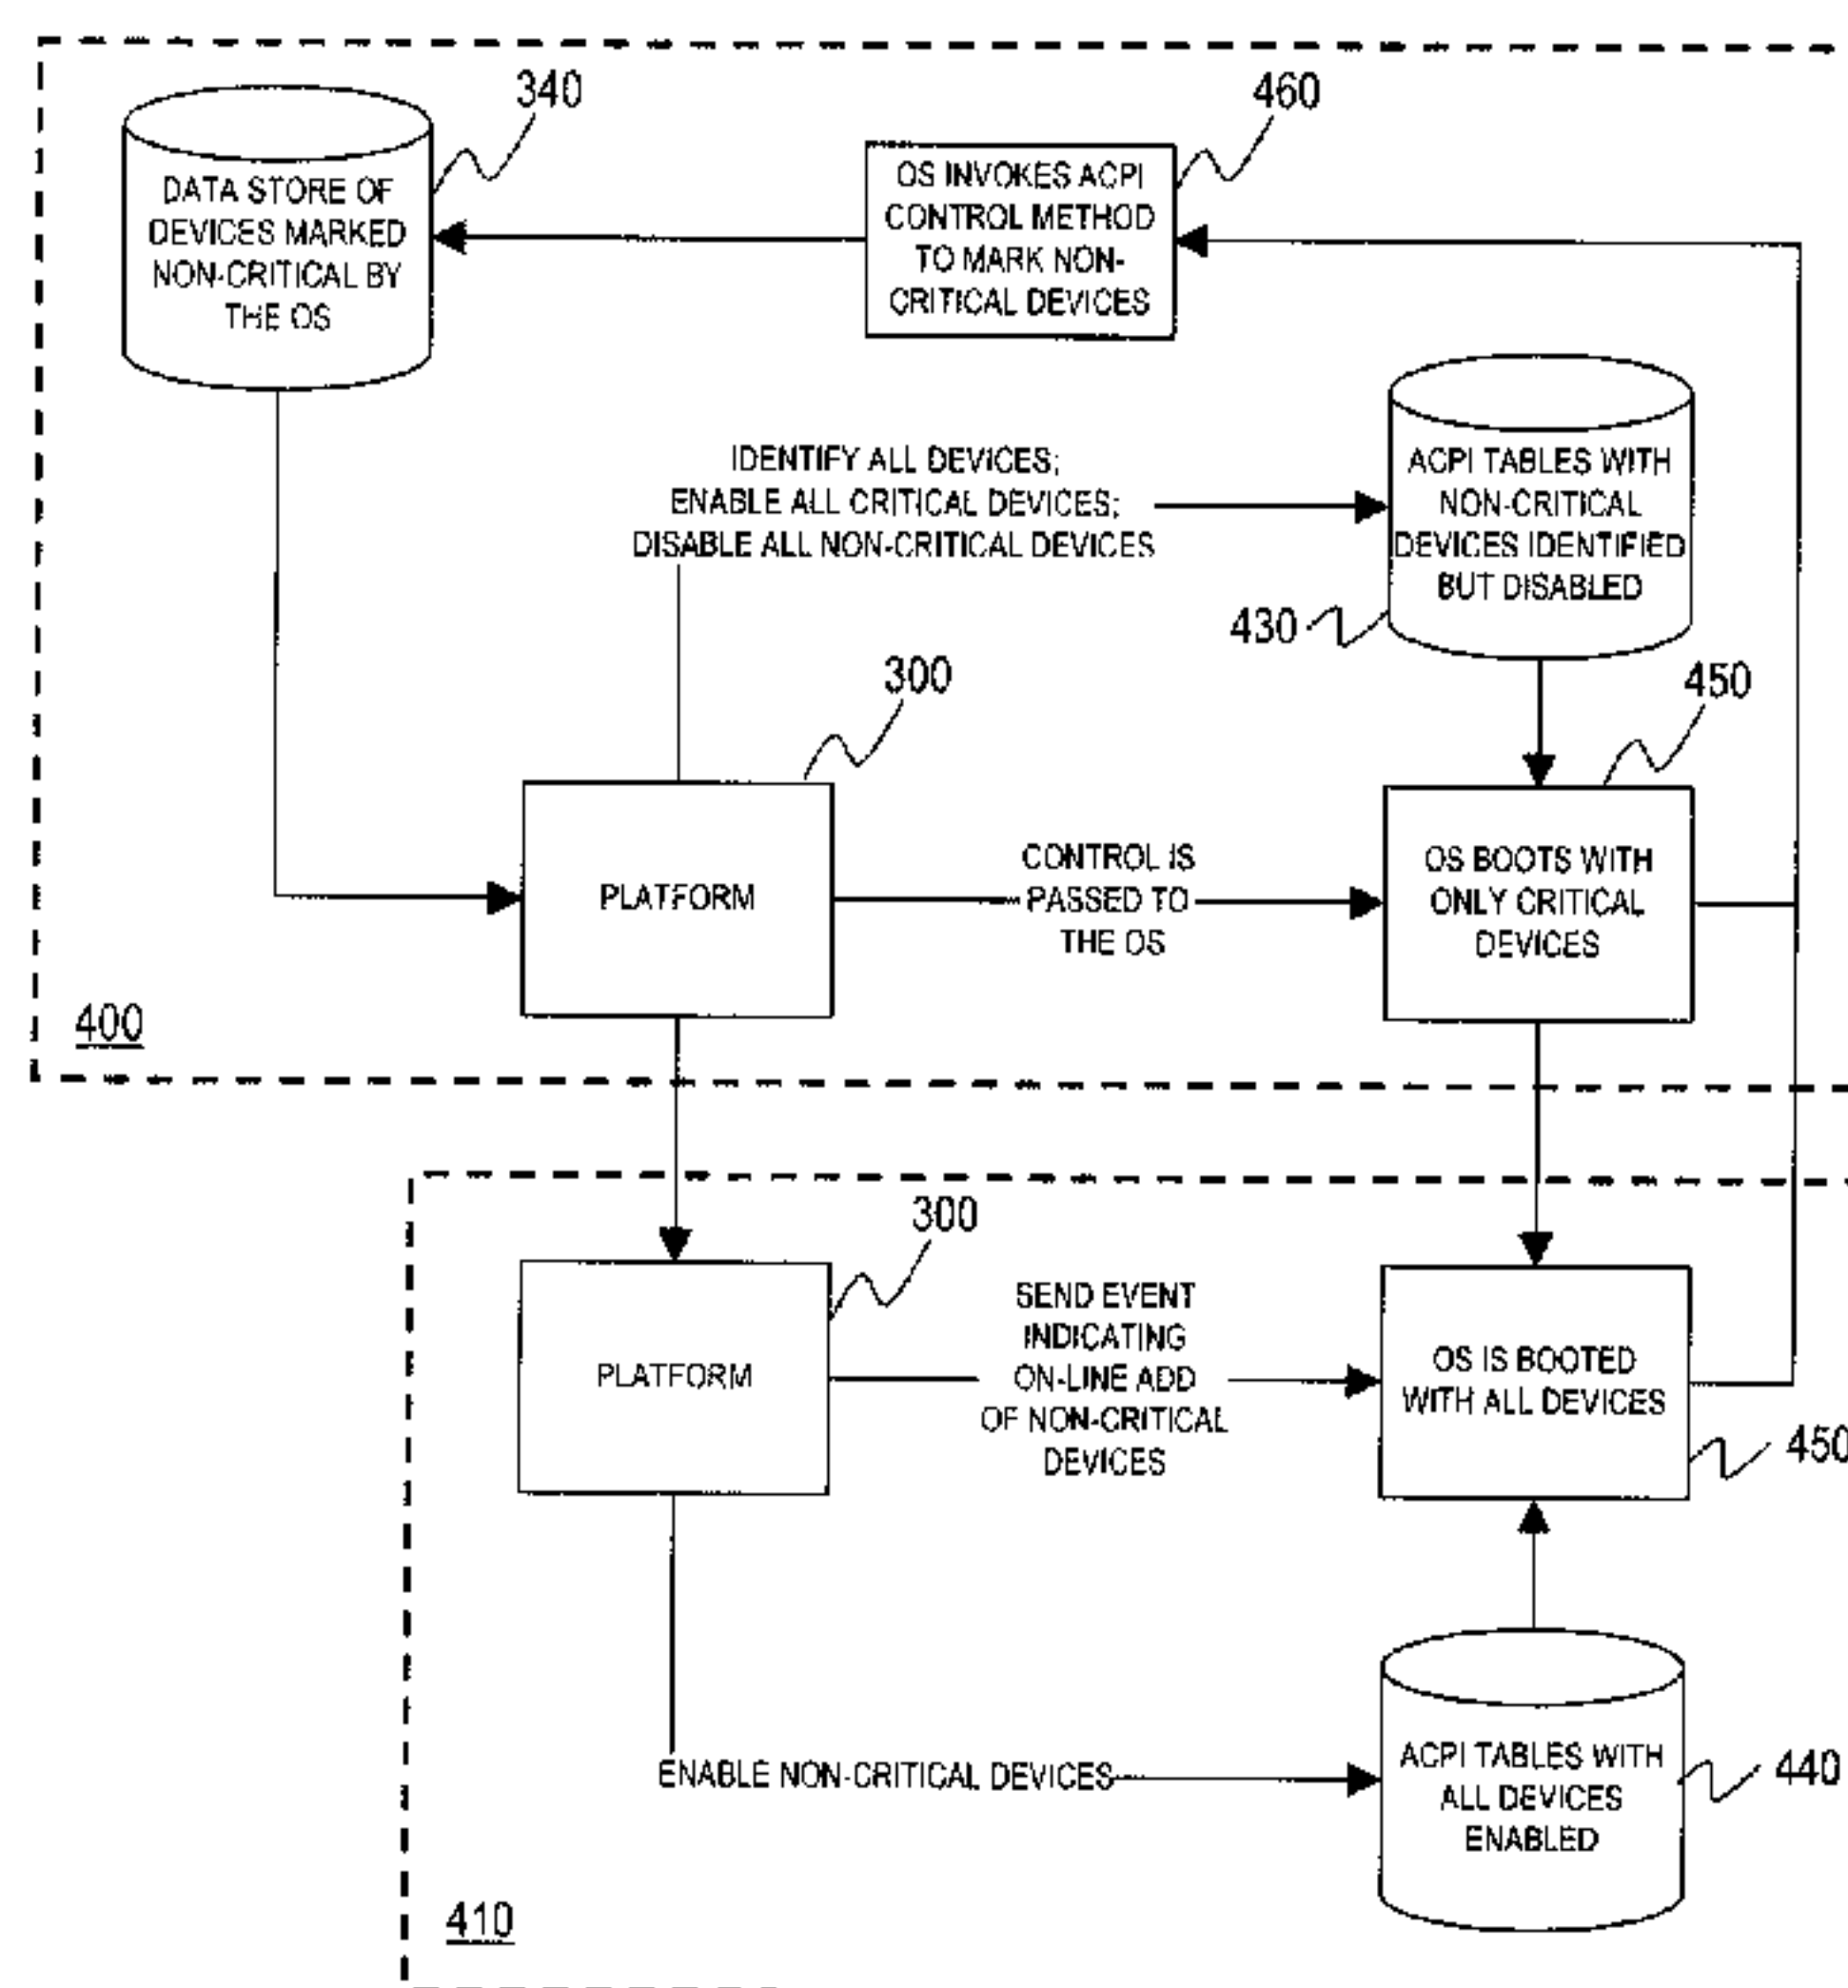 340
460
DATA STORE OF
DEVICES MARKED
NON-CRITICAL BY
THE OS
OS INVOKES ACPI
CONTROL METHOD
TO MARK NON-
CRITICAL DEVICES
IDENTIFY ALL DEVICES;
ENABLE ALL CRITICAL DEVICES;
DISABLE ALL NON-CRITICAL DEVICES
ACPI TABLES WITH
NON-CRITICAL
DEVICES IDENTIFIED
BUT DISABLED
430
300
450
PLATFORM
CONTROL IS
PASSED TO
THE OS
OS BOOTS WITH
ONLY CRITICAL
DEVICES
400
300
PLATFORM
SEND EVENT
INDICATING
ON-LINE ADD
OF NON-CRITICAL
DEVICES
OS IS BOOTED
WITH ALL DEVICES
450
ENABLE NON-CRITICAL DEVICES
ACPI TABLES WITH
ALL DEVICES
ENABLED
440
410